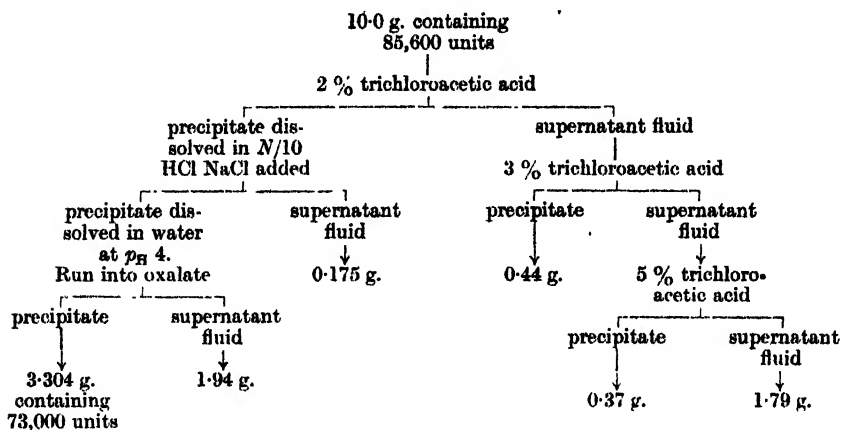 10·0 g. containing
85,600 units
2 % trichloroacetic acid
precipitate dis-
solved in N/10
HCl NaCl added
supernatant fluid
3 % trichloroacetic acid
precipitate dis-
solved in water
at pH 4.
Run into oxalate
supernatant
fluid
0·175 g.
precipitate
0·44 g.
supernatant
fluid
5 % trichloro-
acetic acid
precipitate
3·304 g.
containing
73,000 units
supernatant
fluid
1·94 g.
precipitate
0·37 g.
supernatant
fluid
1·79 g.